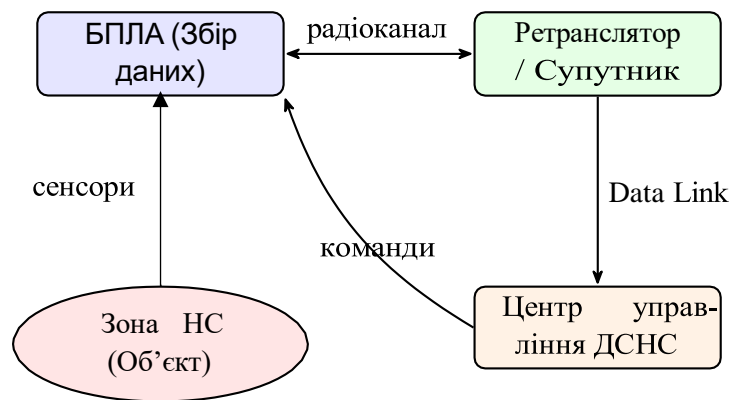 БПЛА (Збір
даних)
радіоканал
Ретранслятор
/ Супутник
сенсори
Data Link
команди
Зона НС
(Об’єкт)
Центр управ-
ління ДСНС